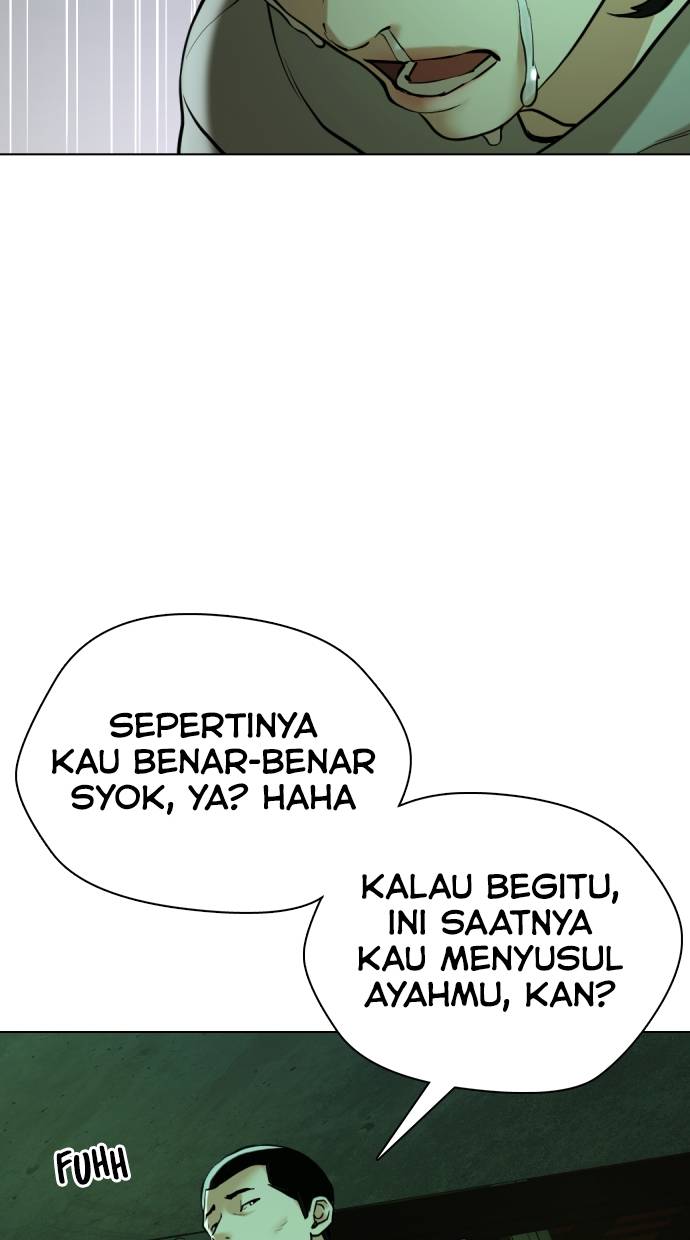 SEPERTINYA
KAU BENAR-BENAR
SYOK, YA? HAHA
KALAU BEGITU,
INI SAATNYA
KAU MENYUSUL
AYAHMU, KAN?
FUHH